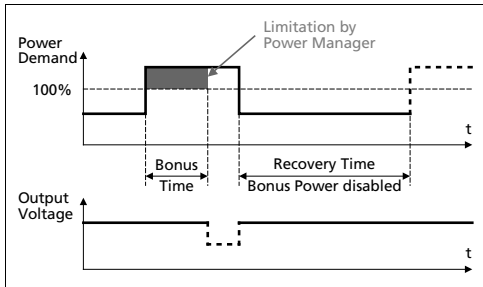 Limitation by
Power Manager
Power
Demand
100%
t
Bonus
Time
Recovery Time
Bonus Power disabled
Output
Voltage
t